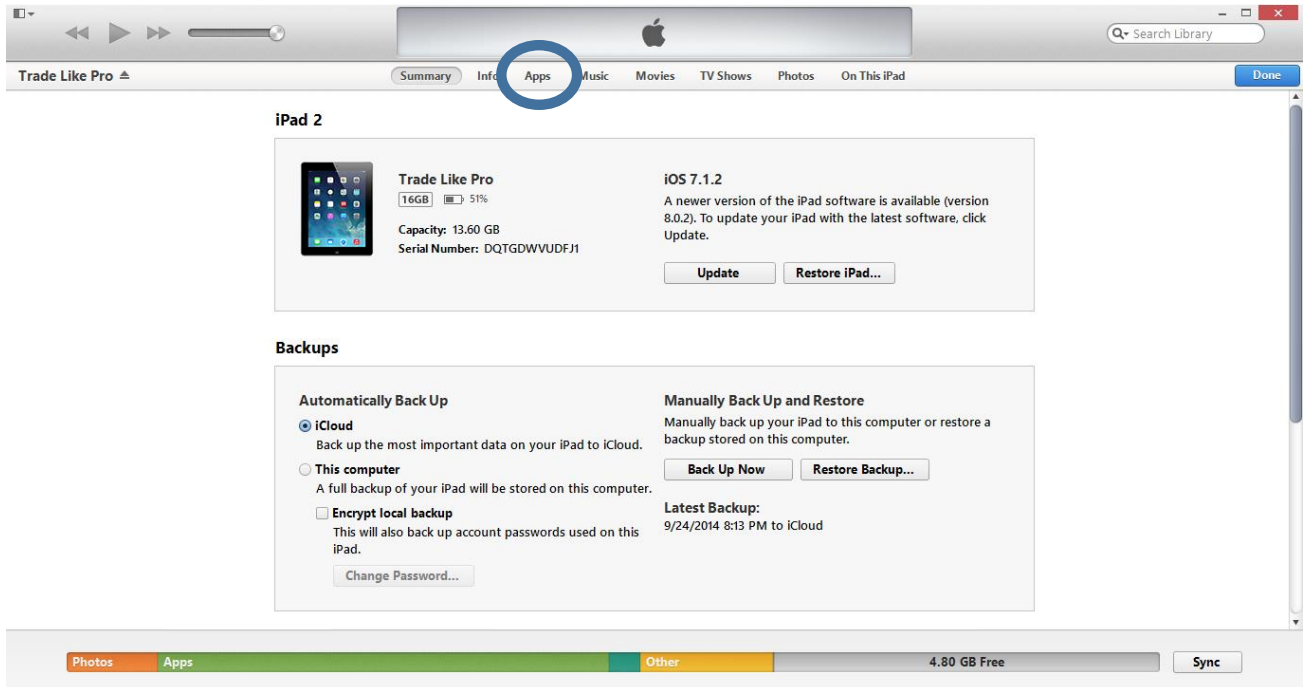 Search Library
Trade Like Pro
Summary Info Apps Music Movies TV Shows Photos On This iPad Done
iPad 2
Trade Like Pro
16GB 51%
Capacity: 13.60 GB
Serial Number: DQTGDWVUDFJ1
iOS 7.1.2
A newer version of the iPad software is available (version
8.0.2). To update your iPad with the latest software, click
Update.
Update Restore iPad...
Backups
Automatically Back Up
iCloud
Back up the most important data on your iPad to iCloud.
This computer
A full backup of your iPad will be stored on this computer.
Encrypt local backup
This will also back up account passwords used on this
iPad.
Change Password...
Manually Back Up and Restore
Manually back up your iPad to this computer or restore a
backup stored on this computer.
Back Up Now Restore Backup...
Latest Backup:
9/24/2014 8:13 PM to iCloud
Photos Apps Other 4.80 GB Free Sync